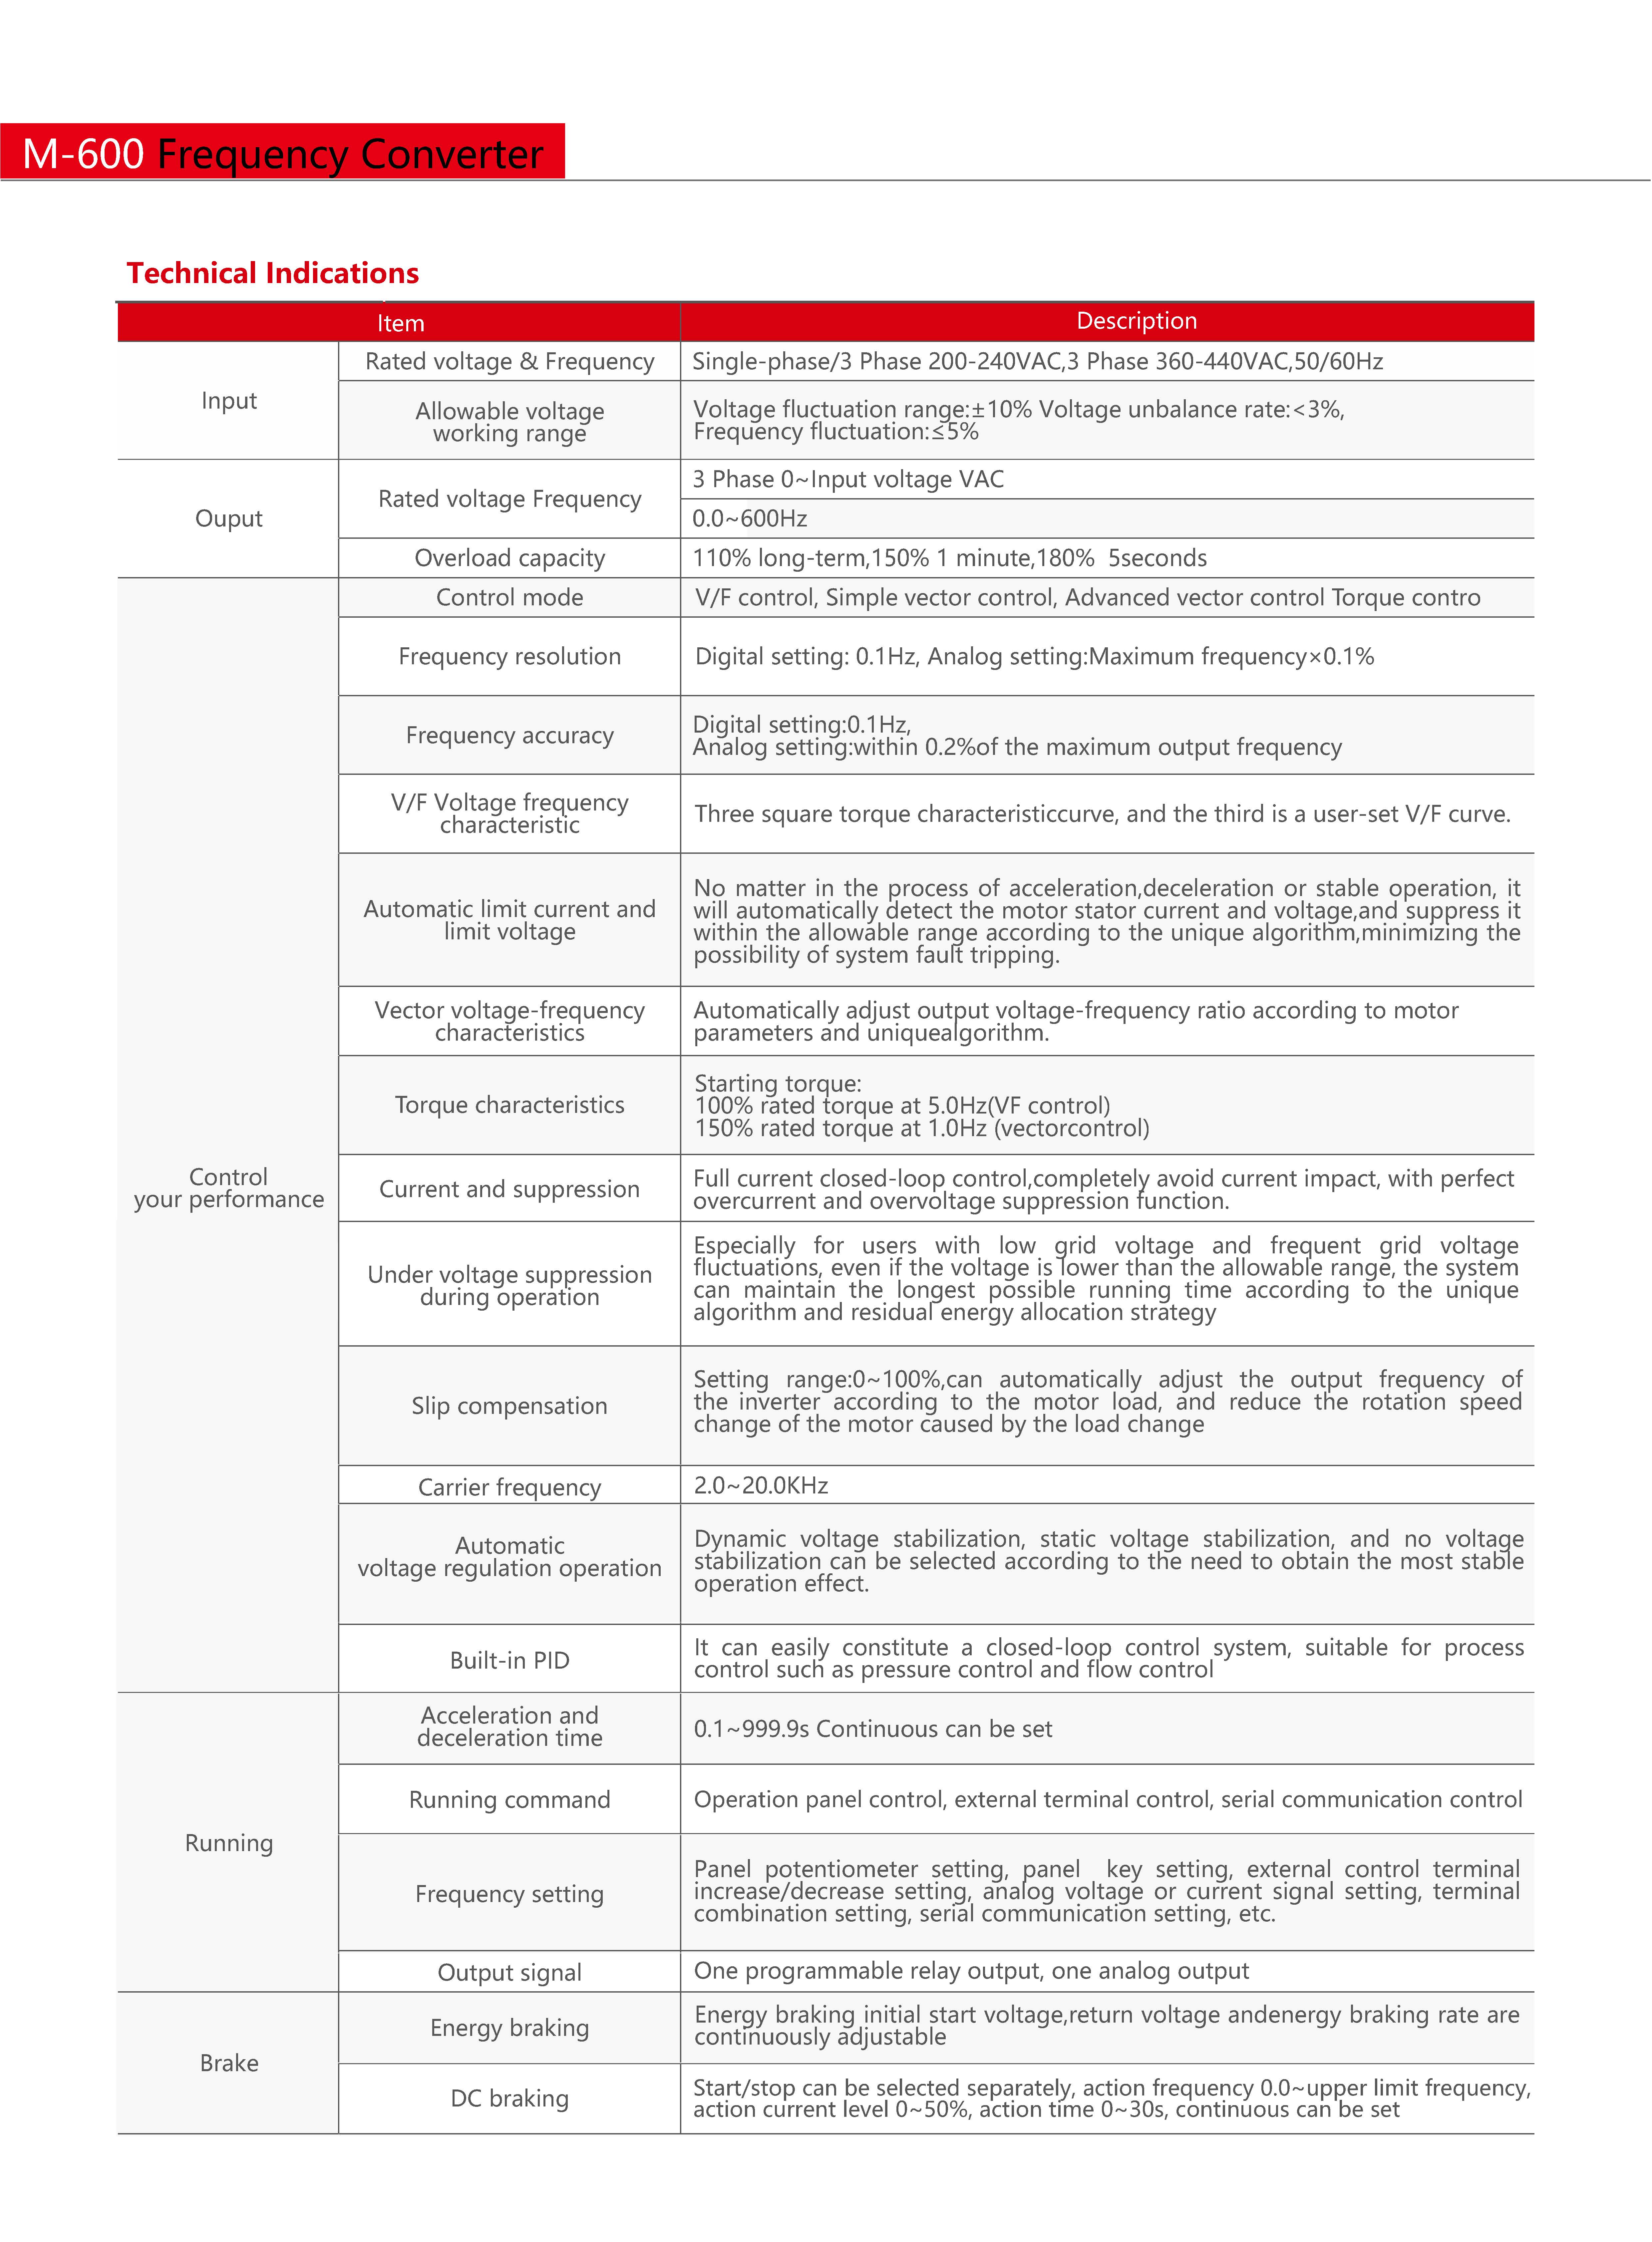 M-600 Frequency Converter
Technical Indications
Item
Description
Input
Rated voltage & Frequency
Single-phase/3 Phase 200-240VAC,3 Phase 360-440VAC,50/60Hz
Allowable voltage
working range
Voltage fluctuation range:±10% Voltage unbalance rate:<3%,
Frequency fluctuation:≤5%
Ouput
Rated voltage Frequency
3 Phase 0~Input voltage VAC
0.0~600Hz
Overload capacity
110% long-term,150% 1 minute,180%  5seconds
Control
your performance
Control mode
V/F control, Simple vector control, Advanced vector control Torque contro
Frequency resolution
Digital setting: 0.1Hz, Analog setting:Maximum frequency×0.1%
Frequency accuracy
Digital setting:0.1Hz,
Analog setting:within 0.2%of the maximum output frequency
V/F Voltage frequency
characteristic
Three square torque characteristiccurve, and the third is a user-set V/F curve.
Automatic limit current and
limit voltage
No matter in the process of acceleration,deceleration or stable operation, it
will automatically detect the motor stator current and voltage,and suppress it
within the allowable range according to the unique algorithm,minimizing the
possibility of system fault tripping.
Vector voltage-frequency
characteristics
Automatically adjust output voltage-frequency ratio according to motor
parameters and uniquealgorithm.
Torque characteristics
Starting torque:
100% rated torque at 5.0Hz(VF control)
150% rated torque at 1.0Hz (vectorcontrol)
Current and suppression
Full current closed-loop control,completely avoid current impact, with perfect
overcurrent and overvoltage suppression function.
Under voltage suppression
during operation
Especially for users with low grid voltage and frequent grid voltage
fluctuations, even if the voltage is lower than the allowable range, the system
can maintain the longest possible running time according to the unique
algorithm and residual energy allocation strategy
Slip compensation
Setting range:0~100%,can automatically adjust the output frequency of
the inverter according to the motor load, and reduce the rotation speed
change of the motor caused by the load change
Carrier frequency
2.0~20.0KHz
Automatic
voltage regulation operation
Dynamic voltage stabilization, static voltage stabilization, and no voltage
stabilization can be selected according to the need to obtain the most stable
operation effect.
Built-in PID
It can easily constitute a closed-loop control system, suitable for process
control such as pressure control and flow control
Running
Acceleration and
deceleration time
0.1~999.9s Continuous can be set
Running command
Operation panel control, external terminal control, serial communication control
Frequency setting
Panel potentiometer setting, panel  key setting, external control terminal
increase/decrease setting, analog voltage or current signal setting, terminal
combination setting, serial communication setting, etc.
Output signal
One programmable relay output, one analog output
Brake
Energy braking
Energy braking initial start voltage,return voltage andenergy braking rate are
continuously adjustable
DC braking
Start/stop can be selected separately, action frequency 0.0~upper limit frequency,
action current level 0~50%, action time 0~30s, continuous can be set